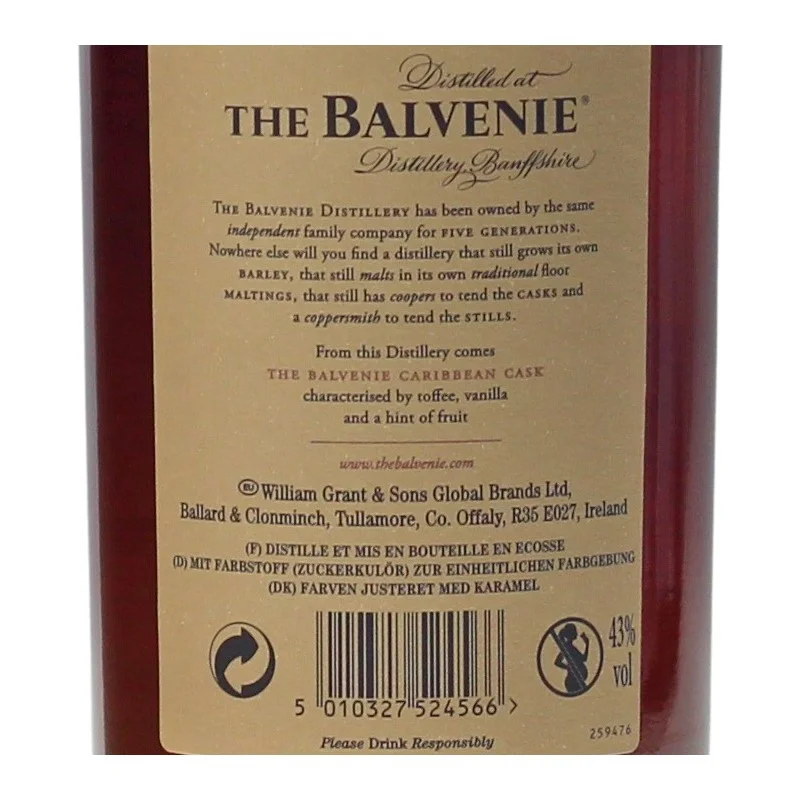 Distilled at
THE BALVENIE®
Distillery, Banffshire
THE BALVENIE DISTILLERY has been owned by the same
independent family company for FIVE GENERATIONS.
Nowhere else will you find a distillery that still grows its own
BARLEY, that still malts in its own traditional floor
MALTINGS, that still has coopers to tend the CASKS and
a coppersmith to tend the STILLS.
From this Distillery comes
THE BALVENIE CARIBBEAN CASK
characterised by toffee, vanilla
and a hint of fruit
www.thebalvenie.com
EU William Grant & Sons Global Brands Ltd,
Ballard & Clonminch, Tullamore, Co. Offaly, R35 E027, Ireland
(F) DISTILLE ET MIS EN BOUTEILLE EN ECOSSE
(D) MIT FARBSTOFF (ZUCKERKULÖR) ZUR EINHEITLICHEN FARBGEBUNG
(DK) FARVEN JUSTERET MED KARAMEL
43%
vol
5 010327 524566 >
259476
Please Drink Responsibly